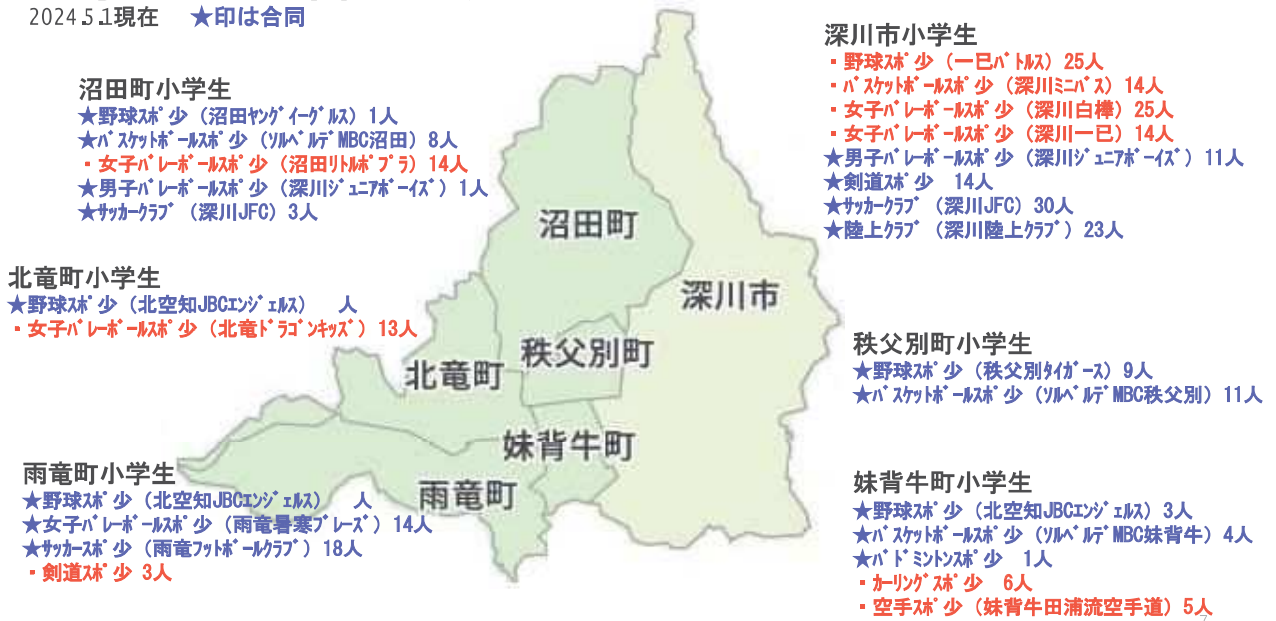 2024.5.1現在　★印は合同
沼田町小学生
★野球ｽﾎﾟ少（沼田ﾔﾝｸﾞｲｰｸﾞﾙｽ）1人
★ﾊﾞｽｹｯﾄﾎﾞｰﾙｽﾎﾟ少（ｿﾙﾍﾞﾙﾃﾞMBC沼田）8人
・女子ﾊﾞﾚｰﾎﾞｰﾙｽﾎﾟ少（沼田ﾘﾄﾙﾎﾟﾌﾟﾗ）14人
★男子ﾊﾞﾚｰﾎﾞｰﾙｽﾎﾟ少（深川ｼﾞｭﾆｱﾎﾞｰｲｽﾞ）1人
★ｻｯｶｰｸﾗﾌﾞ（深川JFC）3人
北竜町小学生
★野球ｽﾎﾟ少（北空知JBCｴﾝｼﾞｪﾙｽ）　人
・女子ﾊﾞﾚｰﾎﾞｰﾙｽﾎﾟ少（北竜ﾄﾞﾗｺﾞﾝｷｯｽﾞ）13人
雨竜町小学生
★野球ｽﾎﾟ少（北空知JBCｴﾝｼﾞｪﾙｽ）　人
★女子ﾊﾞﾚｰﾎﾞｰﾙｽﾎﾟ少（雨竜暑寒ﾌﾞﾚｰｽﾞ）14人
★ｻｯｶｰｽﾎﾟ少（雨竜ﾌｯﾄﾎﾞｰﾙｸﾗﾌﾞ）18人
・剣道ｽﾎﾟ少 3人
沼田町
深川市
秩父別町
北竜町
妹背牛町
雨竜町
深川市小学生
・野球ｽﾎﾟ少（一已ﾊﾞﾄﾙｽ）25人
・ﾊﾞｽｹｯﾄﾎﾞｰﾙｽﾎﾟ少（深川ﾐﾆﾊﾞｽ）14人
・女子ﾊﾞﾚｰﾎﾞｰﾙｽﾎﾟ少（深川白樺）25人
・女子ﾊﾞﾚｰﾎﾞｰﾙｽﾎﾟ少（深川一已）14人
★男子ﾊﾞﾚｰﾎﾞｰﾙｽﾎﾟ少（深川ｼﾞｭﾆｱﾎﾞｰｲｽﾞ）11人
★剣道ｽﾎﾟ少　14人
★ｻｯｶｰｸﾗﾌﾞ（深川JFC）30人
★陸上ｸﾗﾌﾞ（深川陸上ｸﾗﾌﾞ）23人
秩父別町小学生
★野球ｽﾎﾟ少（秩父別ﾀｲｶﾞｰｽ）9人
★ﾊﾞｽｹｯﾄﾎﾞｰﾙｽﾎﾟ少（ｿﾙﾍﾞﾙﾃﾞMBC秩父別）11人
妹背牛町小学生
★野球ｽﾎﾟ少（北空知JBCｴﾝｼﾞｪﾙｽ）3人
★ﾊﾞｽｹｯﾄﾎﾞｰﾙｽﾎﾟ少（ｿﾙﾍﾞﾙﾃﾞMBC妹背牛）4人
★ﾊﾞﾄﾞﾐﾝﾄﾝｽﾎﾟ少　1人
・ｶｰﾘﾝｸﾞｽﾎﾟ少　6人
・空手ｽﾎﾟ少（妹背牛田浦流空手道）5人